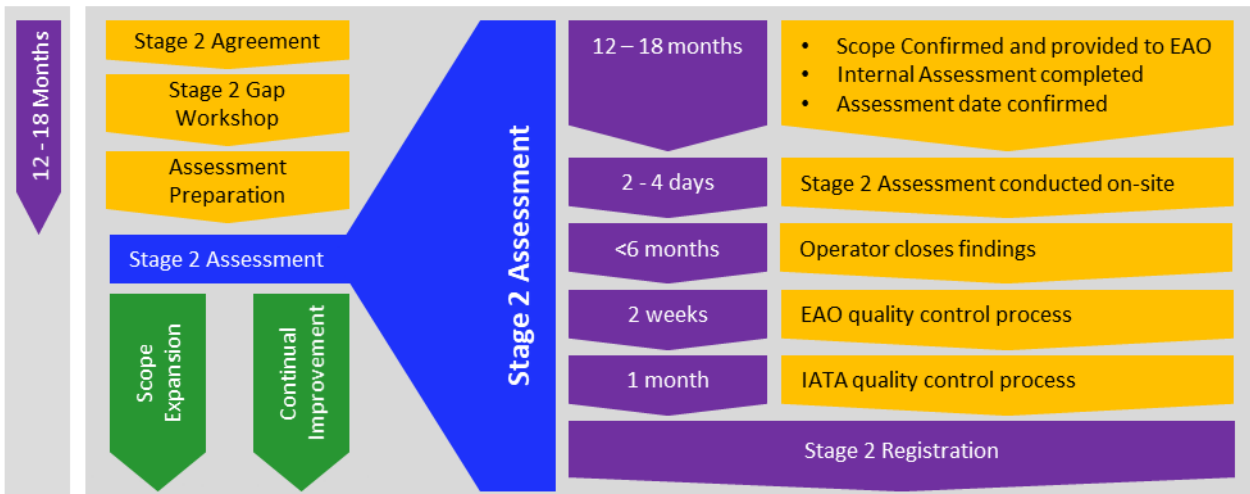 12 - 18 Months
Stage 2 Agreement
Stage 2 Gap
Workshop
Assessment
Preparation
Stage 2 Assessment
Scope
Expansion
Continual
Improvement
Stage 2 Assessment
12 – 18 months
• Scope Confirmed and provided to EAO
• Internal Assessment completed
• Assessment date confirmed
2 - 4 days
Stage 2 Assessment conducted on-site
<6 months
Operator closes findings
2 weeks
EAO quality control process
1 month
IATA quality control process
Stage 2 Registration